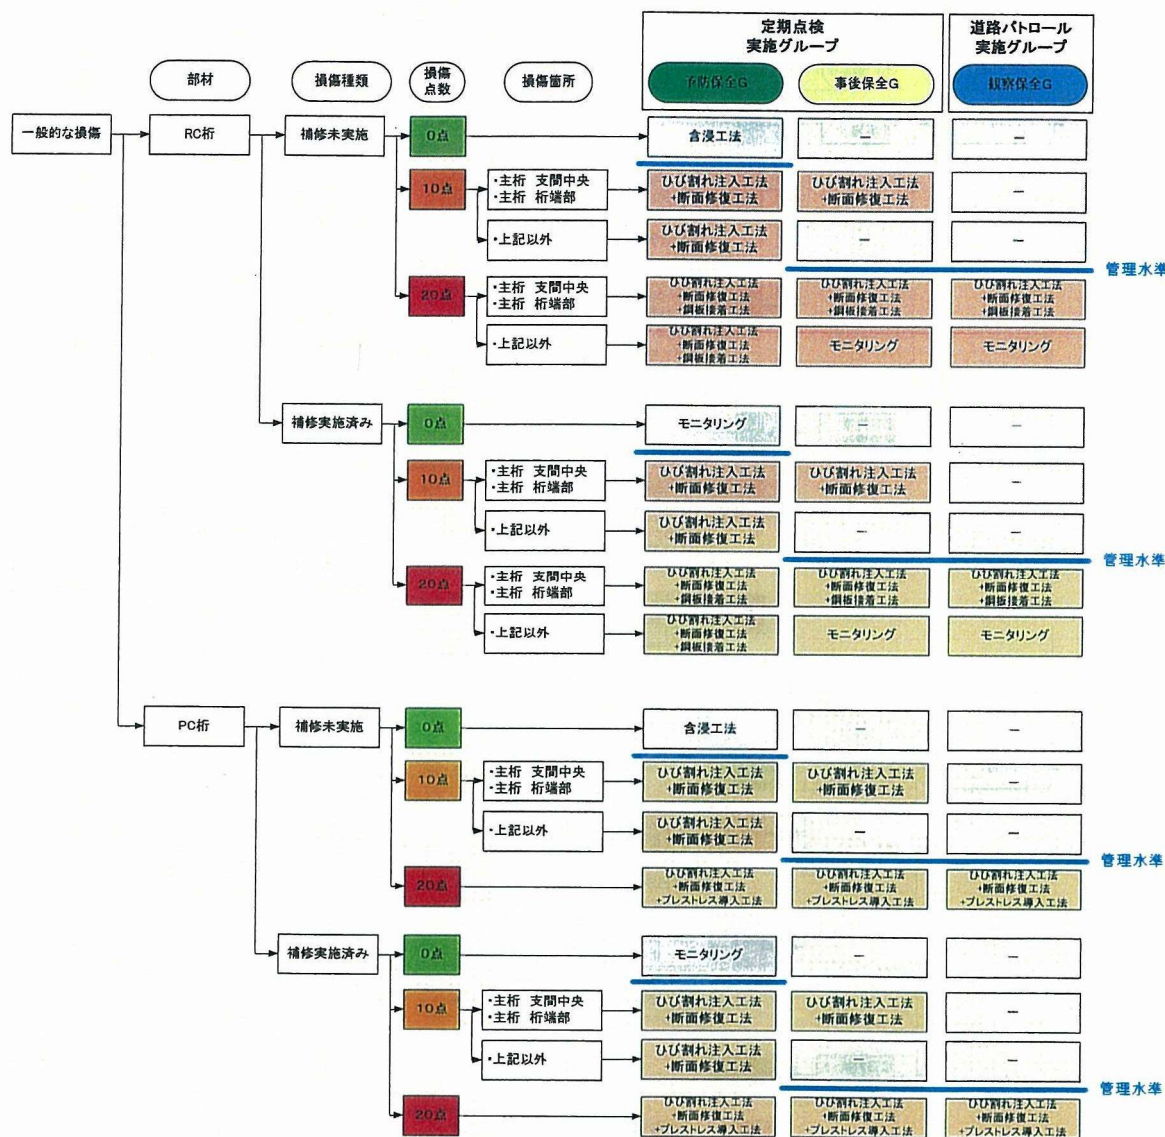 定期点検
実施グループ
道路パトロール
実施グループ
部材
損傷種類
損傷
点数
損傷箇所
予防保全G
事後保全G
観察保全G
一般的な損傷
RC桁
補修未実施
0点
含浸工法
—
—
10点
・主桁 支間中央
・主桁 桁端部
ひび割れ注入工法
+断面修復工法
ひび割れ注入工法
+断面修復工法
—
・上記以外
ひび割れ注入工法
+断面修復工法
—
—
管理水準
20点
・主桁 支間中央
・主桁 桁端部
ひび割れ注入工法
+断面修復工法
+鋼板接着工法
ひび割れ注入工法
+断面修復工法
+鋼板接着工法
ひび割れ注入工法
+断面修復工法
+鋼板接着工法
・上記以外
ひび割れ注入工法
+断面修復工法
+鋼板接着工法
モニタリング
モニタリング
補修実施済み
0点
モニタリング
—
—
10点
・主桁 支間中央
・主桁 桁端部
ひび割れ注入工法
+断面修復工法
ひび割れ注入工法
+断面修復工法
—
・上記以外
ひび割れ注入工法
+断面修復工法
—
—
管理水準
20点
・主桁 支間中央
・主桁 桁端部
ひび割れ注入工法
+断面修復工法
+鋼板接着工法
ひび割れ注入工法
+断面修復工法
+鋼板接着工法
ひび割れ注入工法
+断面修復工法
+鋼板接着工法
・上記以外
ひび割れ注入工法
+断面修復工法
+鋼板接着工法
モニタリング
モニタリング
PC桁
補修未実施
0点
含浸工法
—
—
10点
・主桁 支間中央
・主桁 桁端部
ひび割れ注入工法
+断面修復工法
ひび割れ注入工法
+断面修復工法
—
・上記以外
ひび割れ注入工法
+断面修復工法
—
—
管理水準
20点
ひび割れ注入工法
+断面修復工法
+プレストレス導入工法
ひび割れ注入工法
+断面修復工法
+プレストレス導入工法
ひび割れ注入工法
+断面修復工法
+プレストレス導入工法
補修実施済み
0点
モニタリング
—
—
10点
・主桁 支間中央
・主桁 桁端部
ひび割れ注入工法
+断面修復工法
ひび割れ注入工法
+断面修復工法
—
・上記以外
ひび割れ注入工法
+断面修復工法
—
—
管理水準
20点
ひび割れ注入工法
+断面修復工法
+プレストレス導入工法
ひび割れ注入工法
+断面修復工法
+プレストレス導入工法
ひび割れ注入工法
+断面修復工法
+プレストレス導入工法